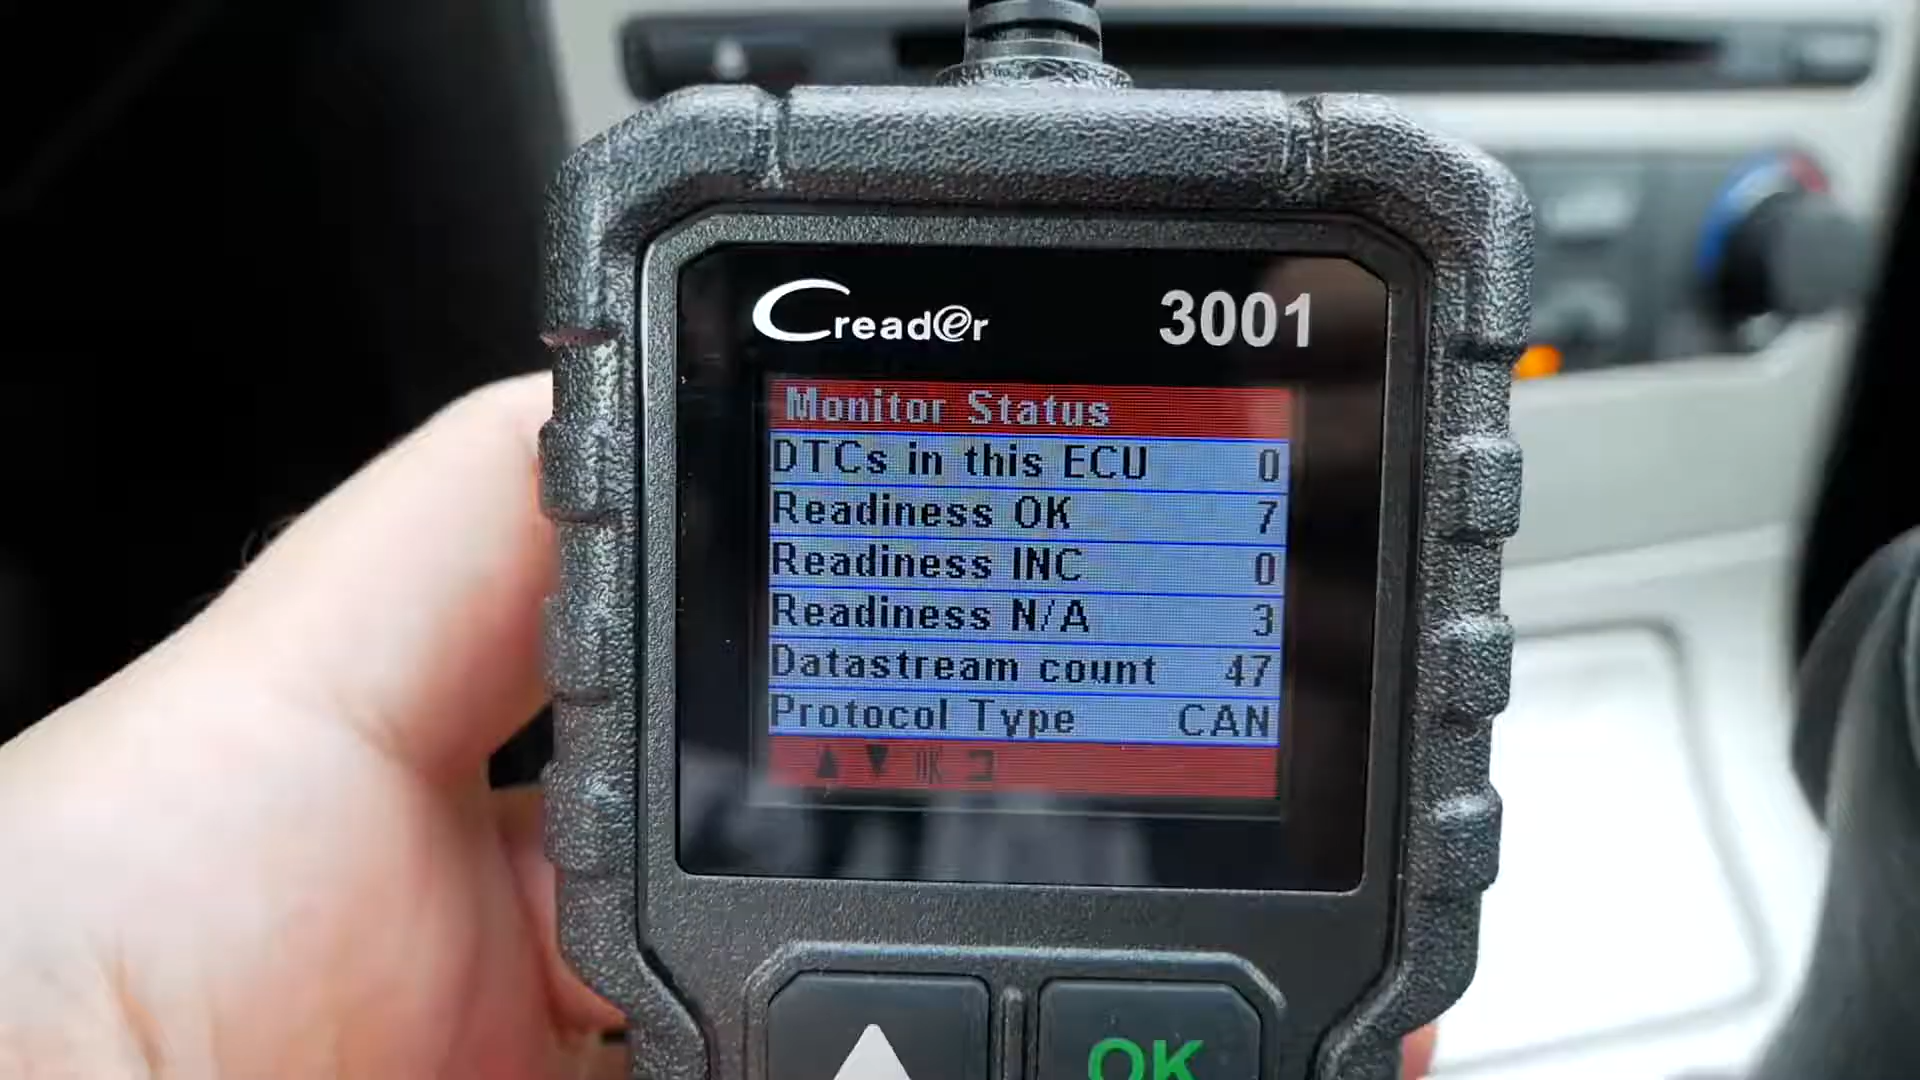 Creader 3001
Monitor Status
DTCs in this ECU 0
Readiness OK 7
Readiness INC 0
Readiness N/A 3
Datastream count 47
Protocol Type CAN
OK
OK